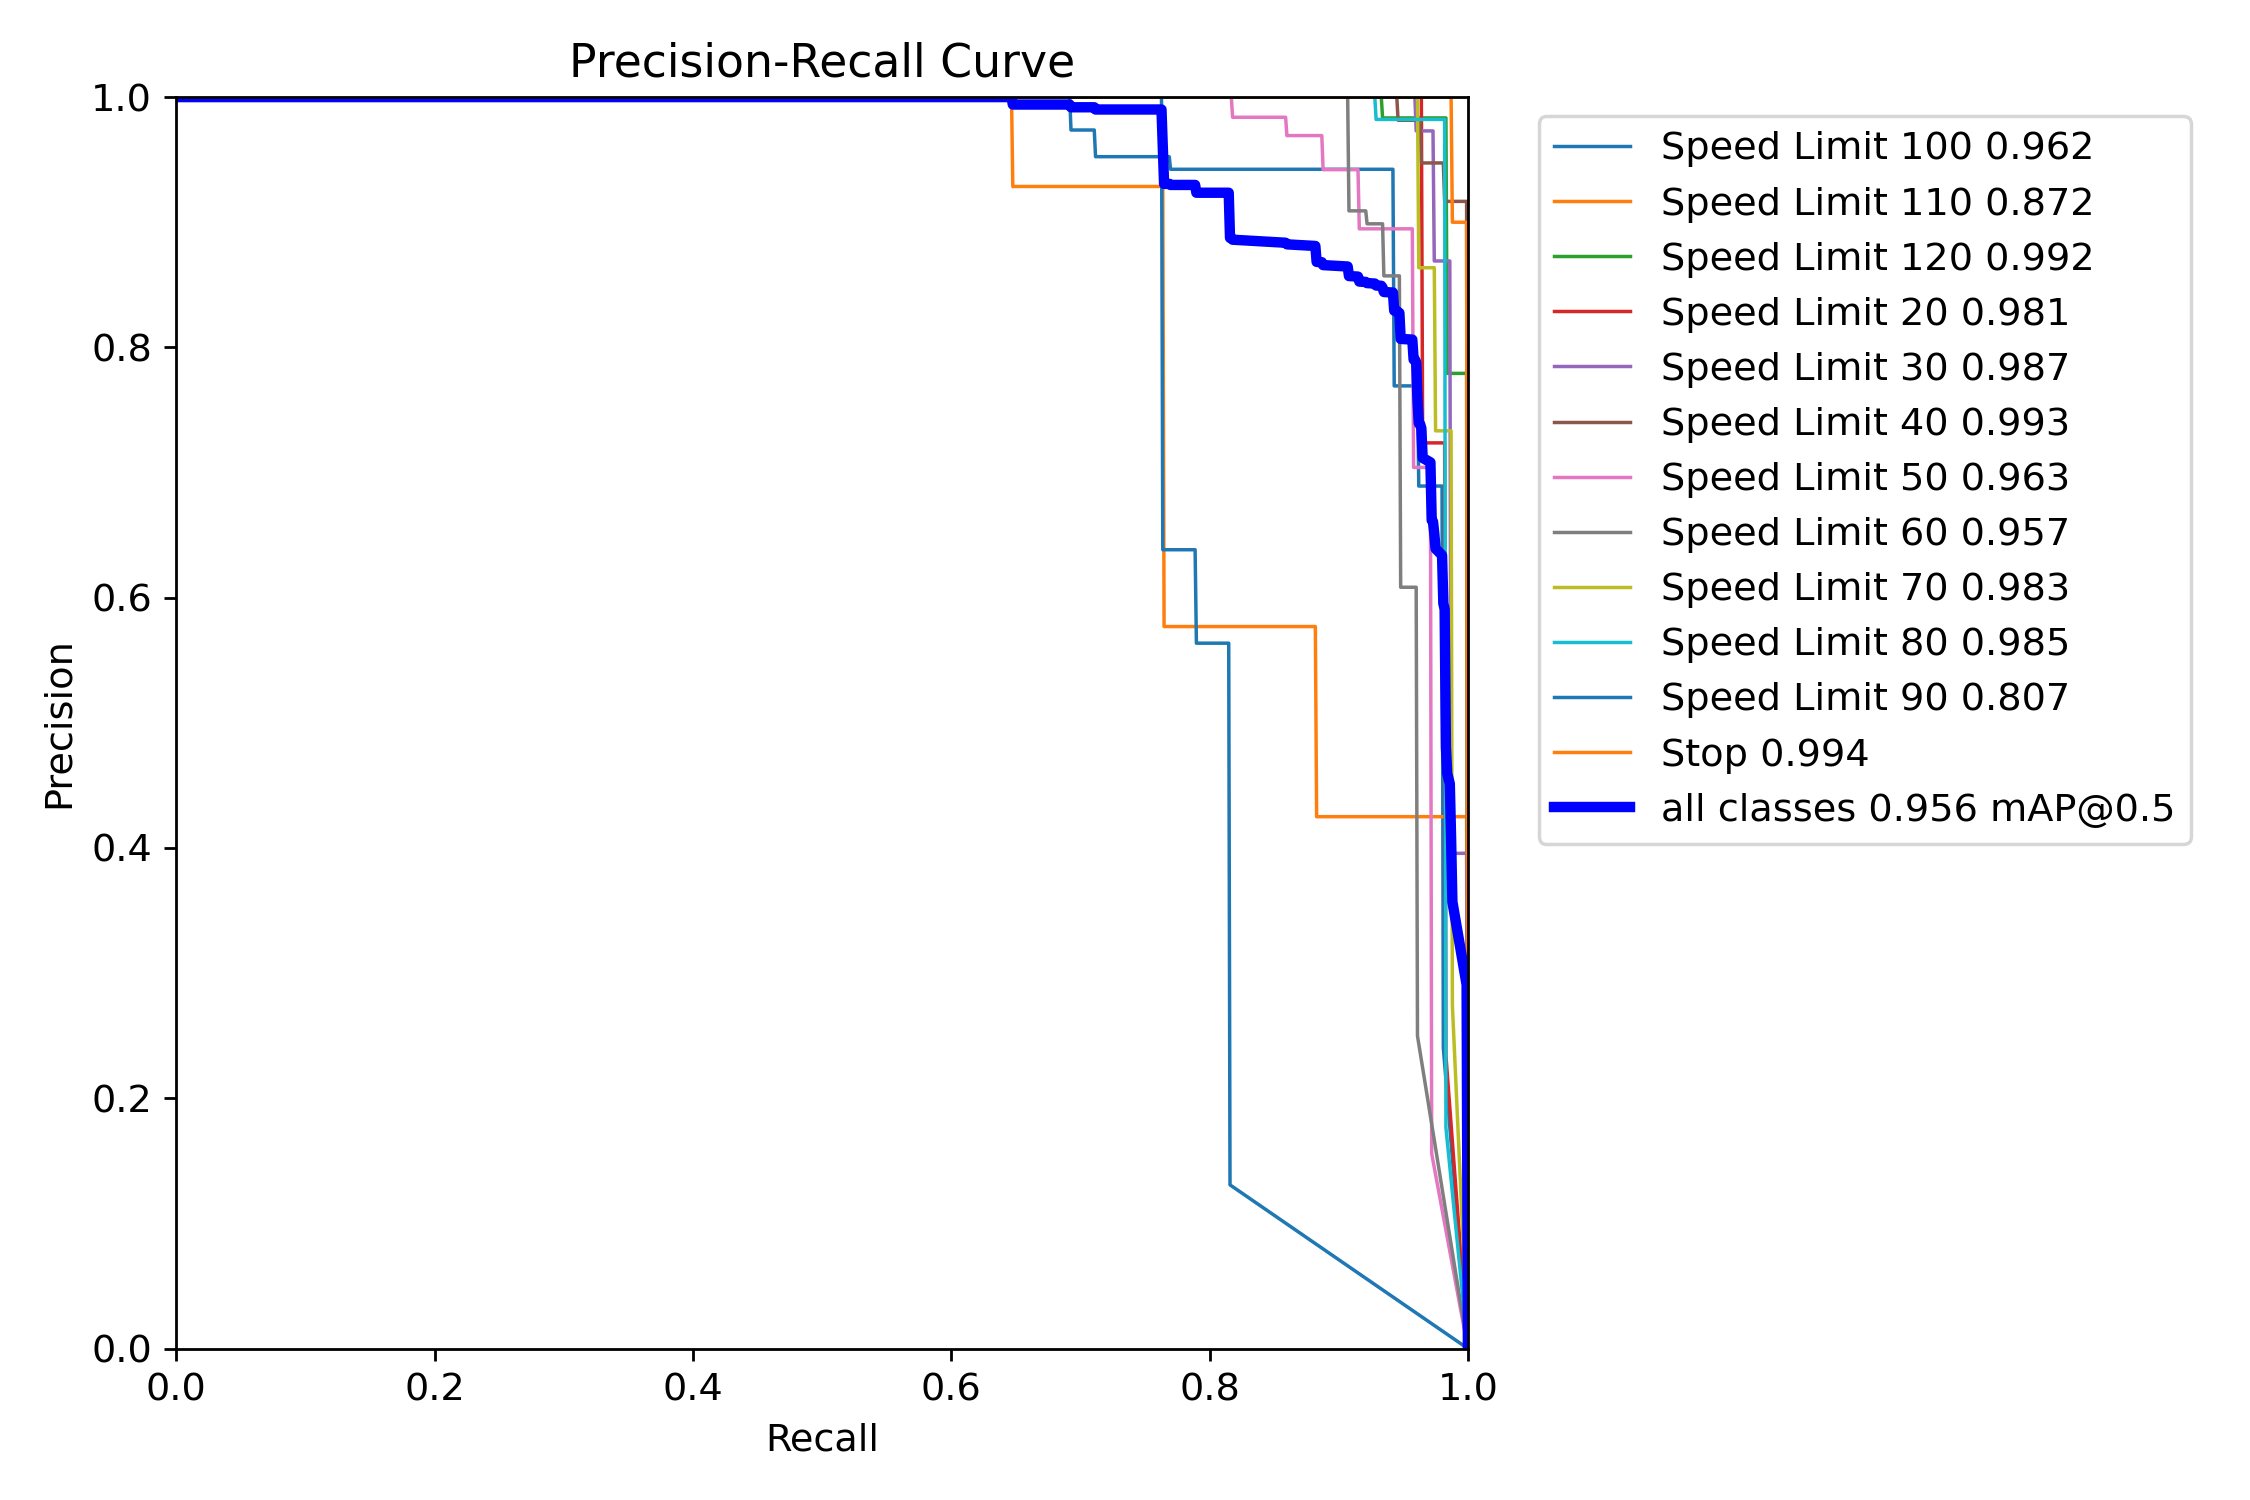 Precision-Recall Curve
1.0
0.8
0.6
0.4
0.2
0.0
Precision
0.0 0.2 0.4 0.6 0.8 1.0
Recall
Speed Limit 100 0.962
Speed Limit 110 0.872
Speed Limit 120 0.992
Speed Limit 20 0.981
Speed Limit 30 0.987
Speed Limit 40 0.993
Speed Limit 50 0.963
Speed Limit 60 0.957
Speed Limit 70 0.983
Speed Limit 80 0.985
Speed Limit 90 0.807
Stop 0.994
all classes 0.956 mAP@0.5